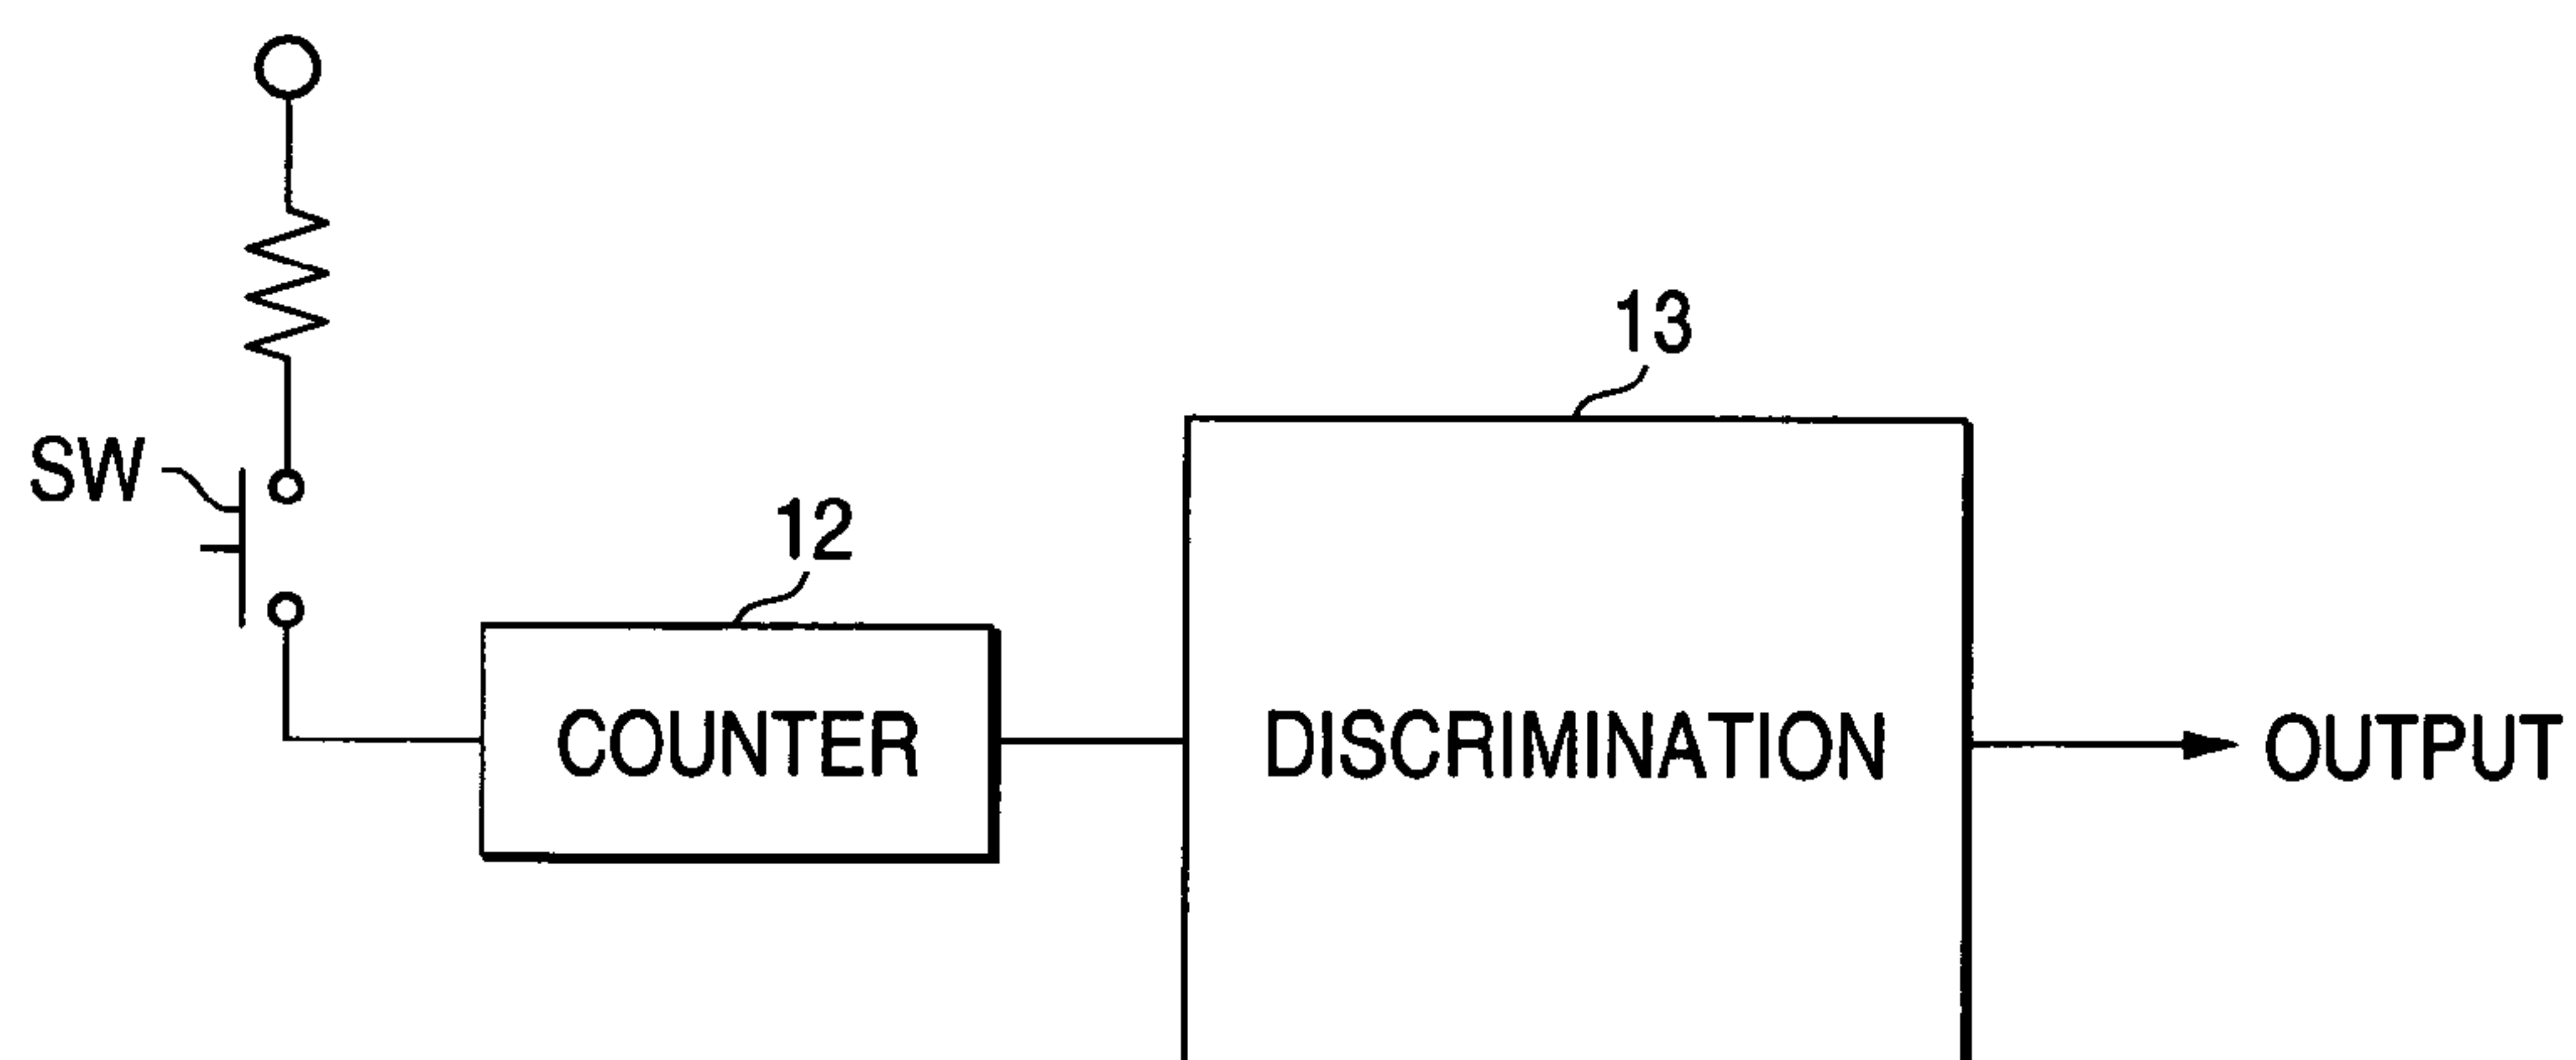 13
SW
12
COUNTER
DISCRIMINATION
OUTPUT